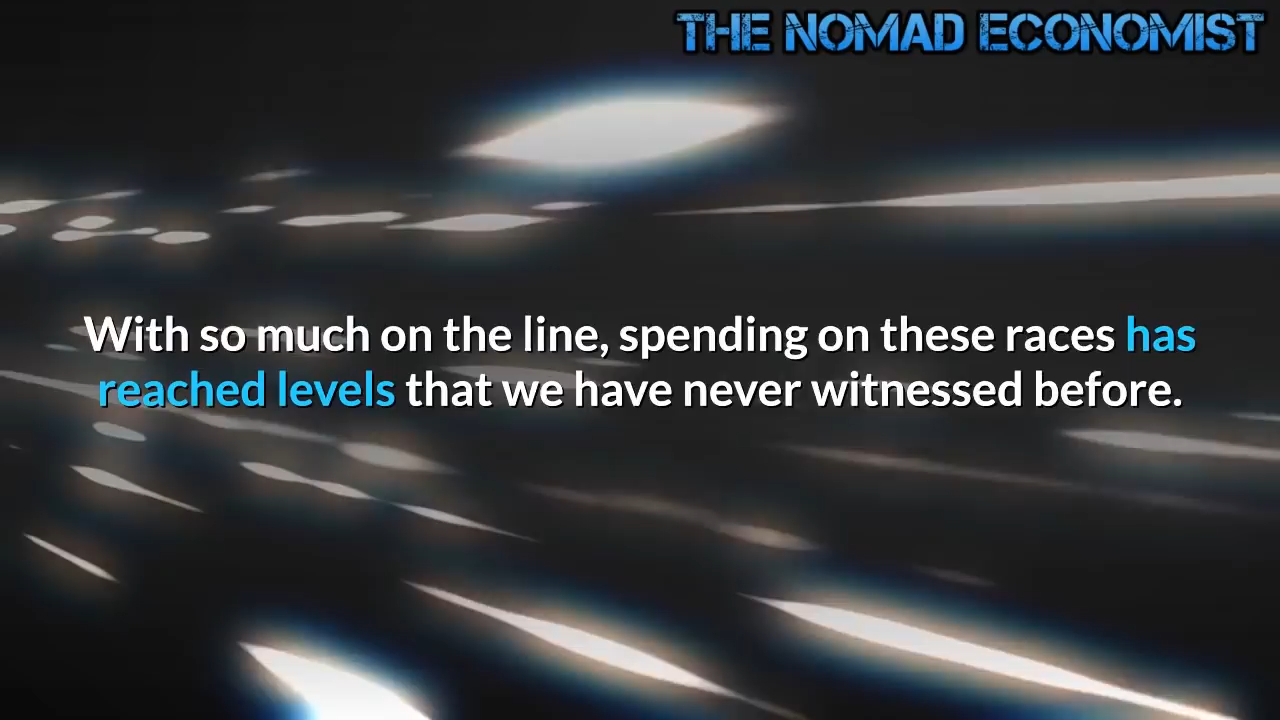 THE NOMAD ECONOMIST
With so much on the line, spending on these races has
reached levels that we have never witnessed before.